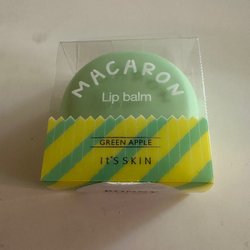 MACARON
Lip balm
GREEN APPLE
It'S SKIN